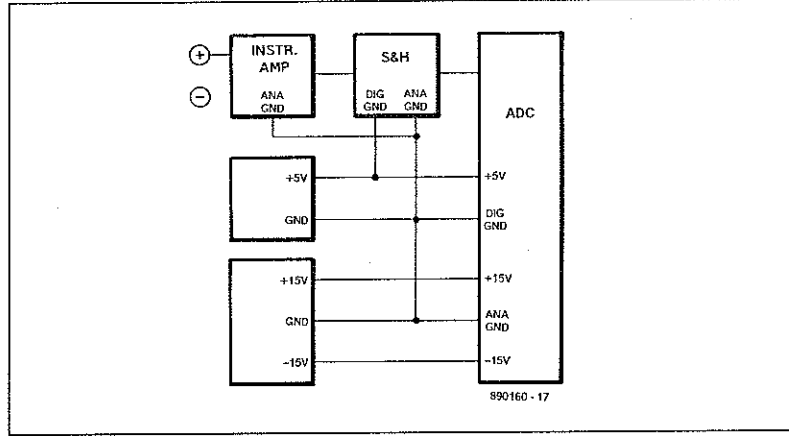 +
INSTR.
AMP
ANA
GND
−
S&H
DIG
GND
ANA
GND
ADC
+5V
GND
+5V
DIG
GND
+15V
GND
−15V
+15V
ANA
GND
−15V
890160 - 17